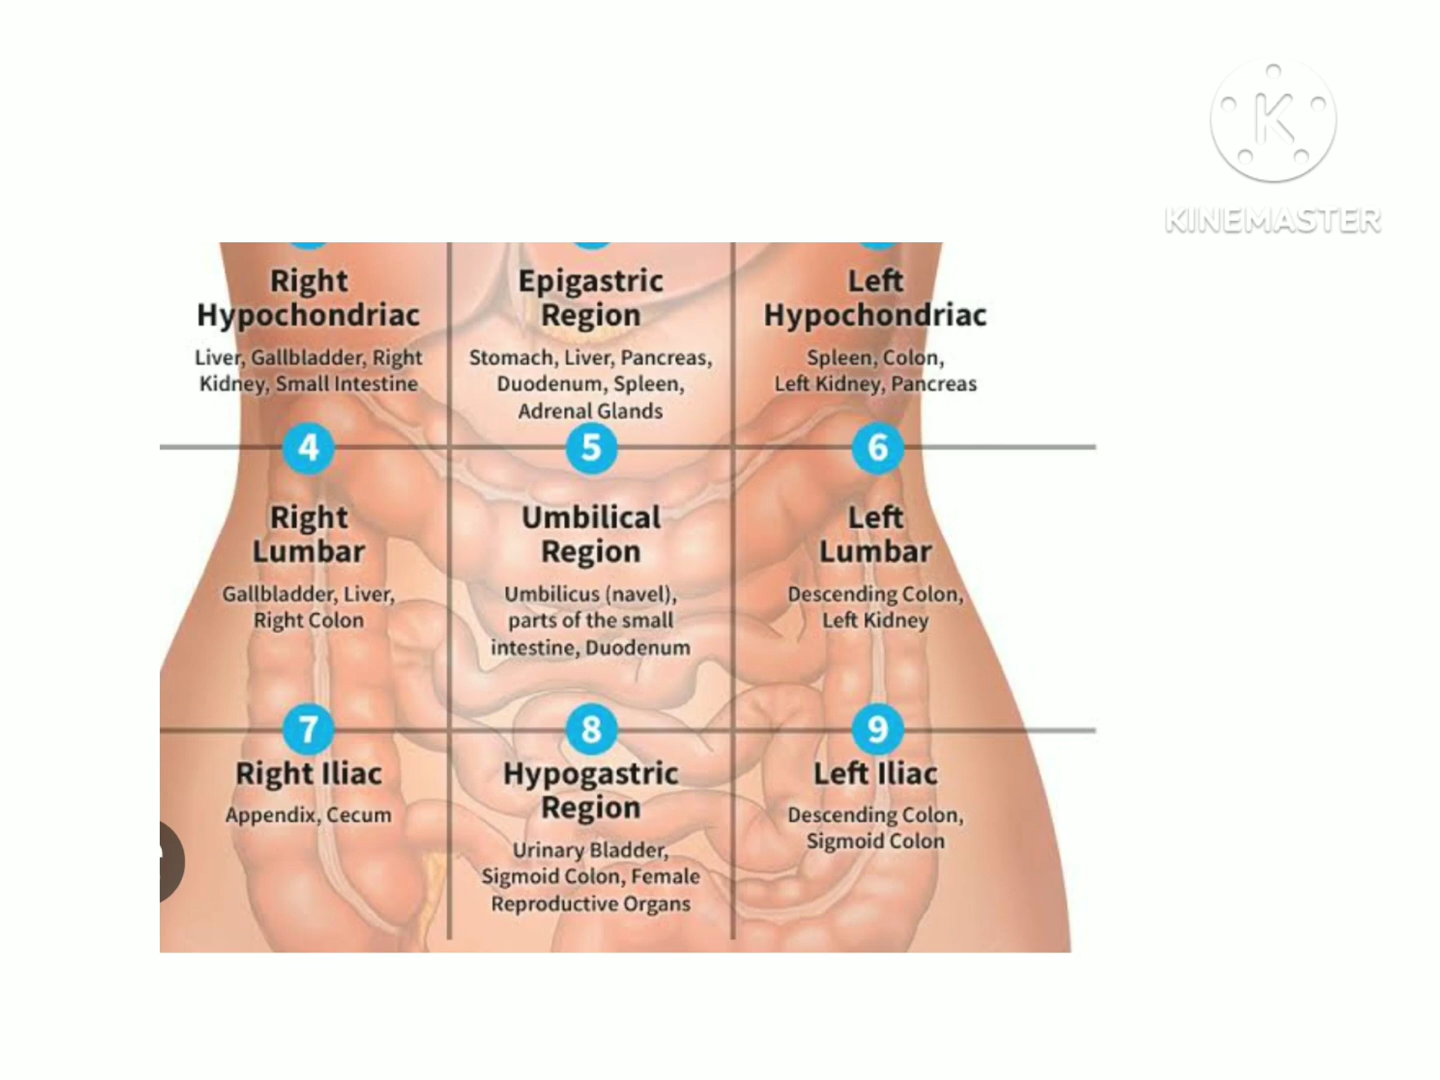 KINEMASTER
Right
Hypochondriac
Liver, Gallbladder, Right
Kidney, Small Intestine
Epigastric
Region
Stomach, Liver, Pancreas,
Duodenum, Spleen,
Adrenal Glands
Left
Hypochondriac
Spleen, Colon,
Left Kidney, Pancreas
4
Right
Lumbar
Gallbladder, Liver,
Right Colon
5
Umbilical
Region
Umbilicus (navel),
parts of the small
intestine, Duodenum
6
Left
Lumbar
Descending Colon,
Left Kidney
7
Right Iliac
Appendix, Cecum
8
Hypogastric
Region
Urinary Bladder,
Sigmoid Colon, Female
Reproductive Organs
9
Left Iliac
Descending Colon,
Sigmoid Colon